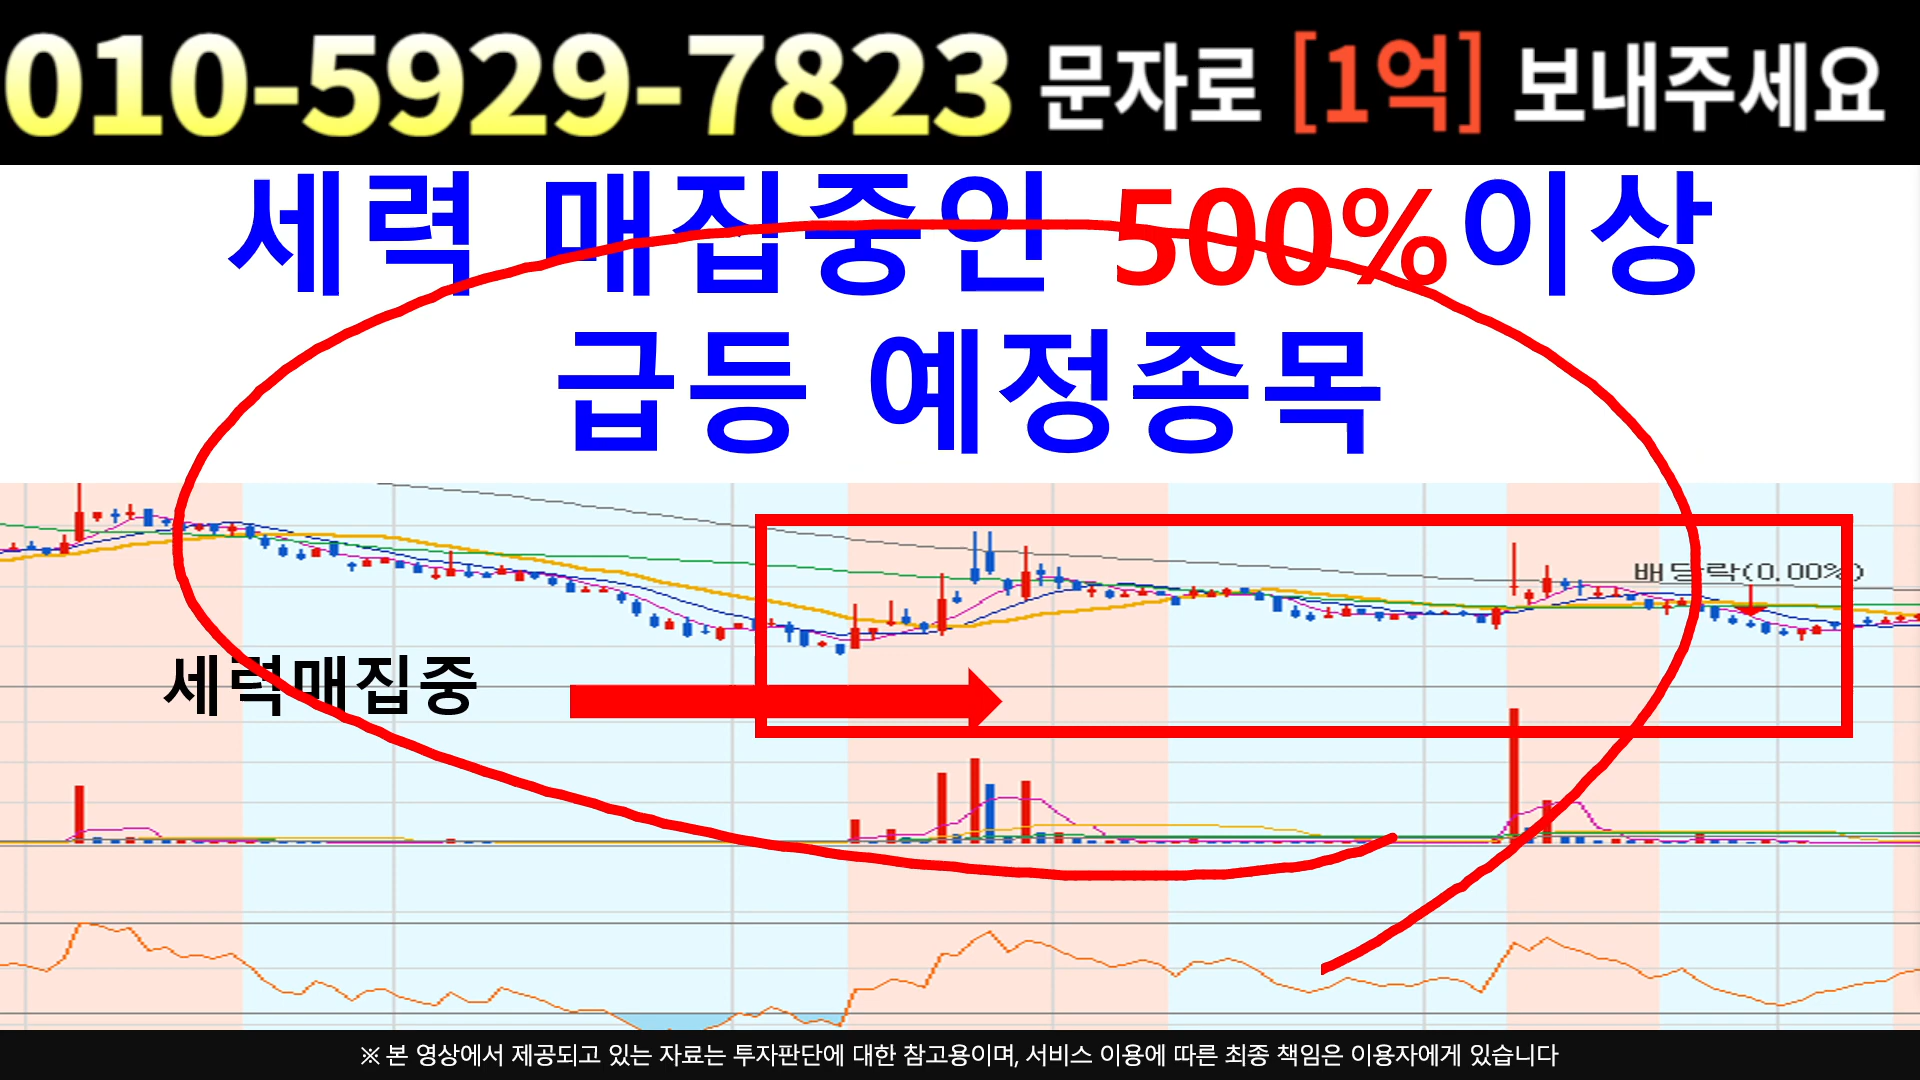 010-5929-7823 문자로 [1억] 보내주세요
세력 매집중인 500%이상
급등 예정종목
배당락(0.00%)
세력매집중
※ 본 영상에서 제공되고 있는 자료는 투자판단에 대한 참고용이며, 서비스 이용에 따른 최종 책임은 이용자에게 있습니다